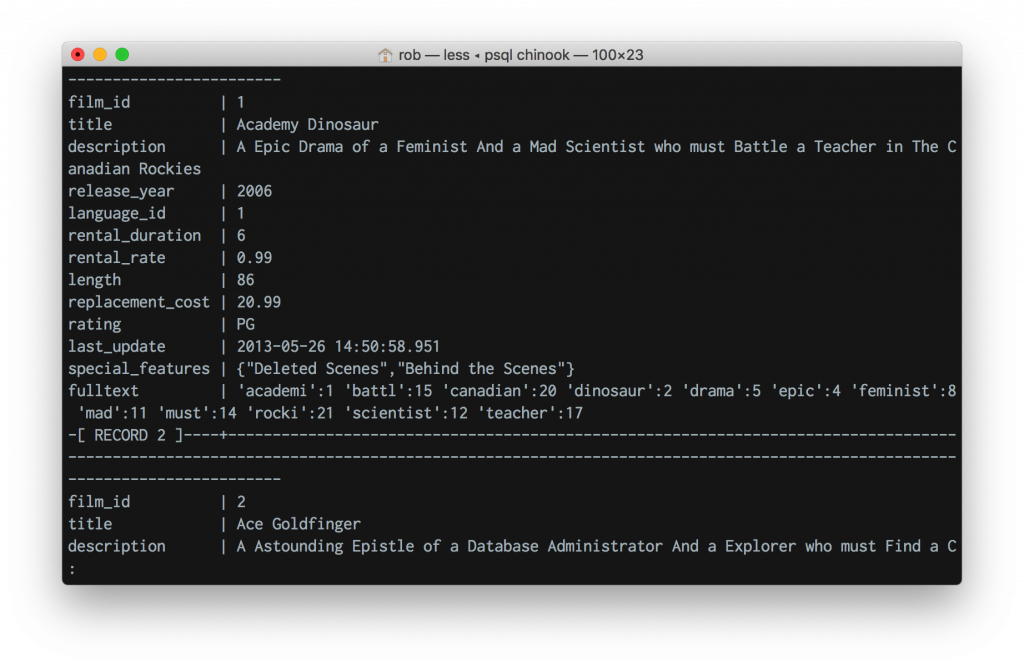 rob — less ◂ psql chinook — 100×23
------------------------
film_id          | 1
title            | Academy Dinosaur
description      | A Epic Drama of a Feminist And a Mad Scientist who must Battle a Teacher in The C
anadian Rockies
release_year     | 2006
language_id      | 1
rental_duration  | 6
rental_rate      | 0.99
length           | 86
replacement_cost | 20.99
rating           | PG
last_update      | 2013-05-26 14:50:58.951
special_features | {"Deleted Scenes","Behind the Scenes"}
fulltext         | 'academi':1 'battl':15 'canadian':20 'dinosaur':2 'drama':5 'epic':4 'feminist':8
 'mad':11 'must':14 'rocki':21 'scientist':12 'teacher':17
-[ RECORD 2 ]----+----------------------------------------------------------------------------------
----------------------------------------------------------------------------------------------------
------------------------
film_id          | 2
title            | Ace Goldfinger
description      | A Astounding Epistle of a Database Administrator And a Explorer who must Find a C
: